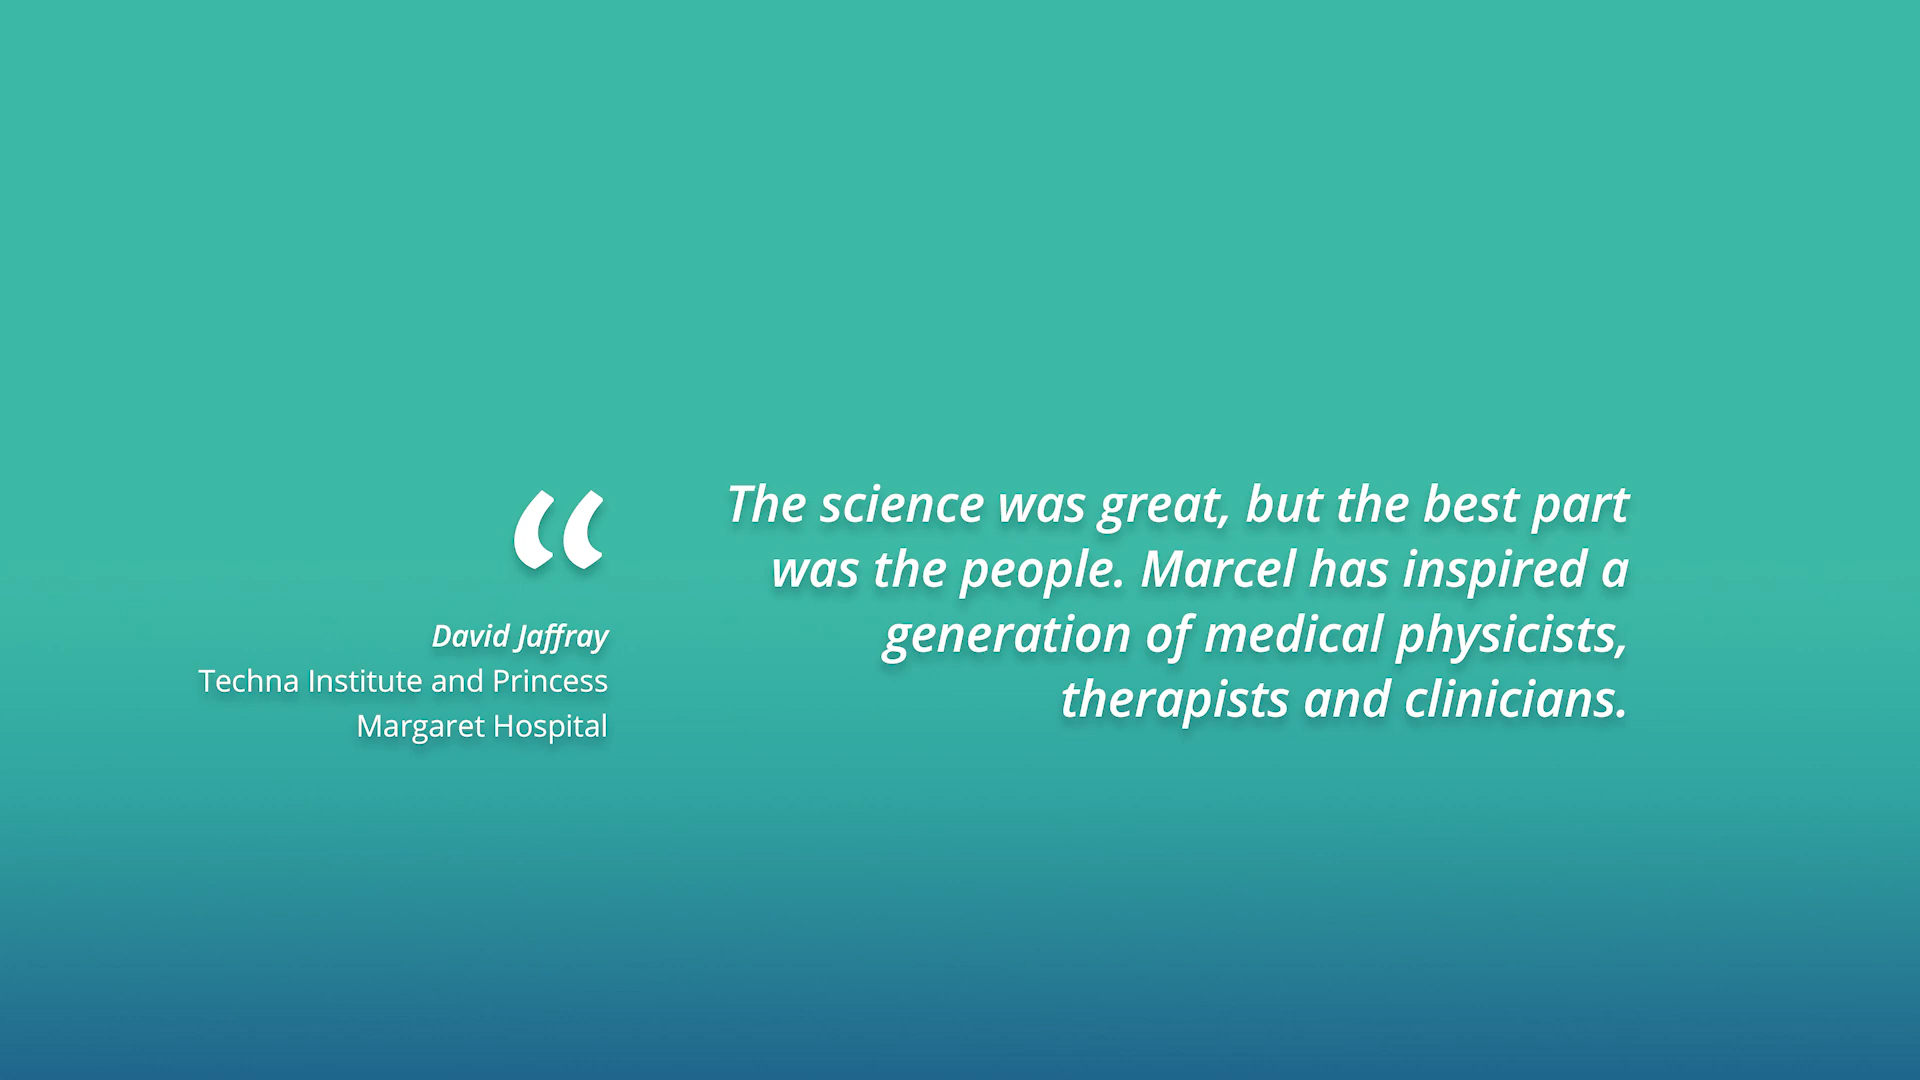 “
David Jaffray
Techna Institute and Princess
Margaret Hospital
The science was great, but the best part
was the people. Marcel has inspired a
generation of medical physicists,
therapists and clinicians.